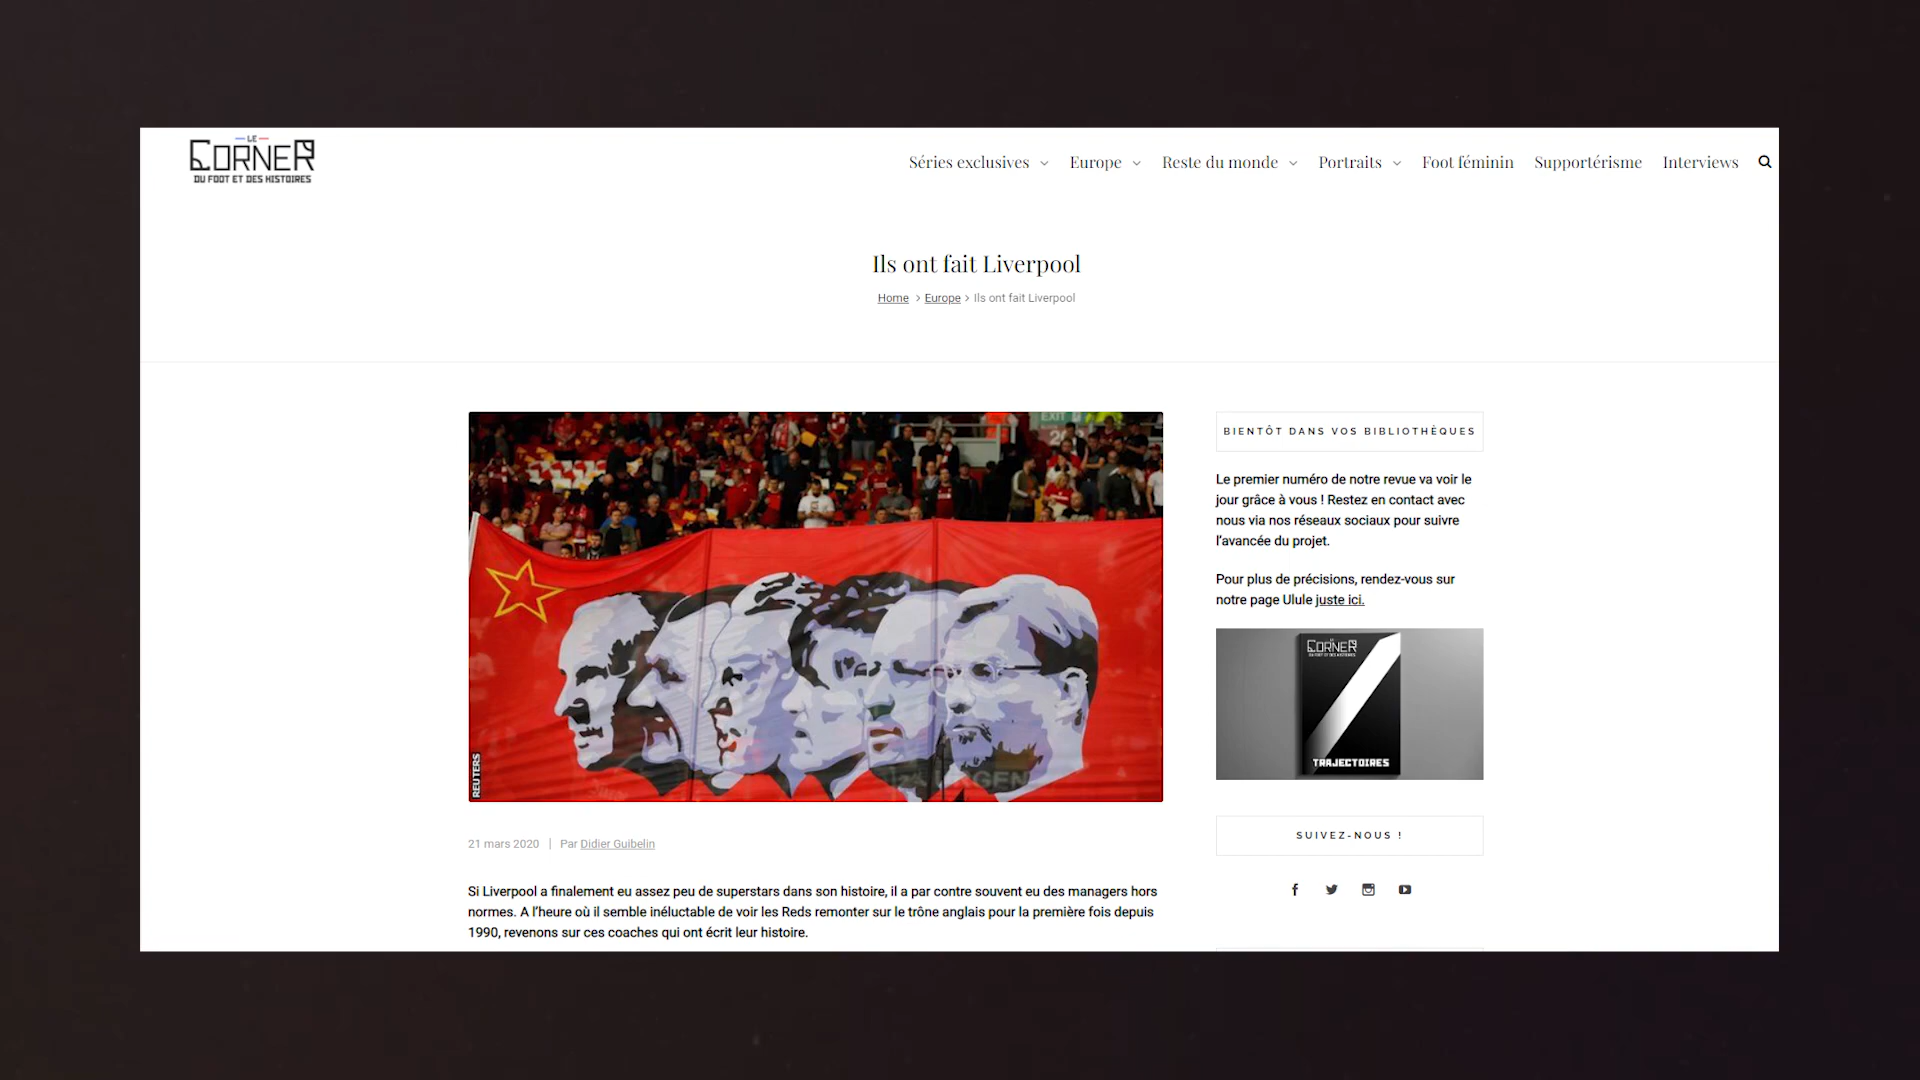 LE
CORNER
DU FOOT ET DES HISTOIRES
Séries exclusives
Europe
Reste du monde
Portraits
Foot féminin
Supportérisme
Interviews
Ils ont fait Liverpool
Home > Europe > Ils ont fait Liverpool
EXIT
REUTERS
21 mars 2020 | Par Didier Guibelin
Si Liverpool a finalement eu assez peu de superstars dans son histoire, il a par contre souvent eu des managers hors
normes. A l’heure où il semble inéluctable de voir les Reds remonter sur le trône anglais pour la première fois depuis
1990, revenons sur ces coaches qui ont écrit leur histoire.
BIENTÔT DANS VOS BIBLIOTHÈQUES
Le premier numéro de notre revue va voir le
jour grâce à vous ! Restez en contact avec
nous via nos réseaux sociaux pour suivre
l’avancée du projet.
Pour plus de précisions, rendez-vous sur
notre page Ulule juste ici.
CORNER
DU FOOT ET DES HISTOIRES
TRAJECTOIRES
SUIVEZ-NOUS !